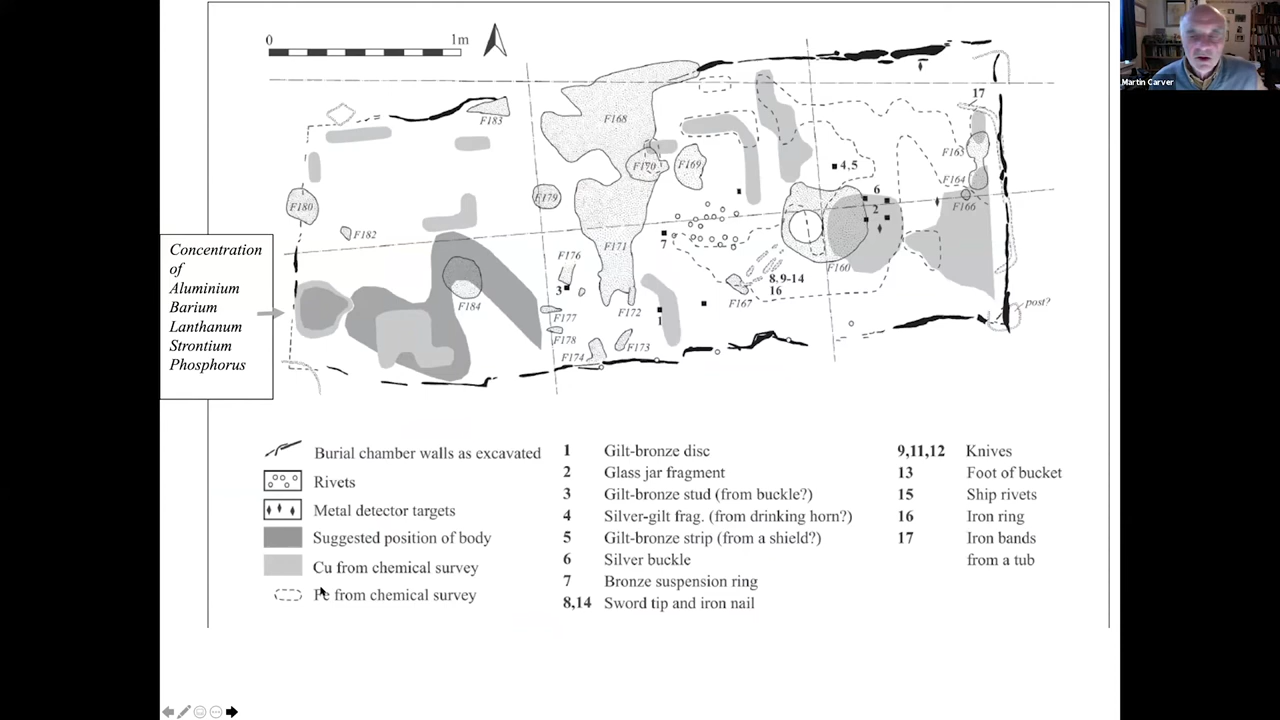 Martin Carver
0 1m
17
F183
F168
F170
F169
4,5
F163
F164
F166
F180
F179
6
2
F182
F171
7
F160
F176
3
8, 9-14
16
F167
F184
F172
1
F177
F178
F174
F173
post?
Concentration
of
Aluminium
Barium
Lanthanum
Strontium
Phosphorus
Burial chamber walls as excavated
Rivets
Metal detector targets
Suggested position of body
Cu from chemical survey
Fe from chemical survey
1 Gilt-bronze disc
2 Glass jar fragment
3 Gilt-bronze stud (from buckle?)
4 Silver-gilt frag. (from drinking horn?)
5 Gilt-bronze strip (from a shield?)
6 Silver buckle
7 Bronze suspension ring
8,14 Sword tip and iron nail
9,11,12 Knives
13 Foot of bucket
15 Ship rivets
16 Iron ring
17 Iron bands
from a tub